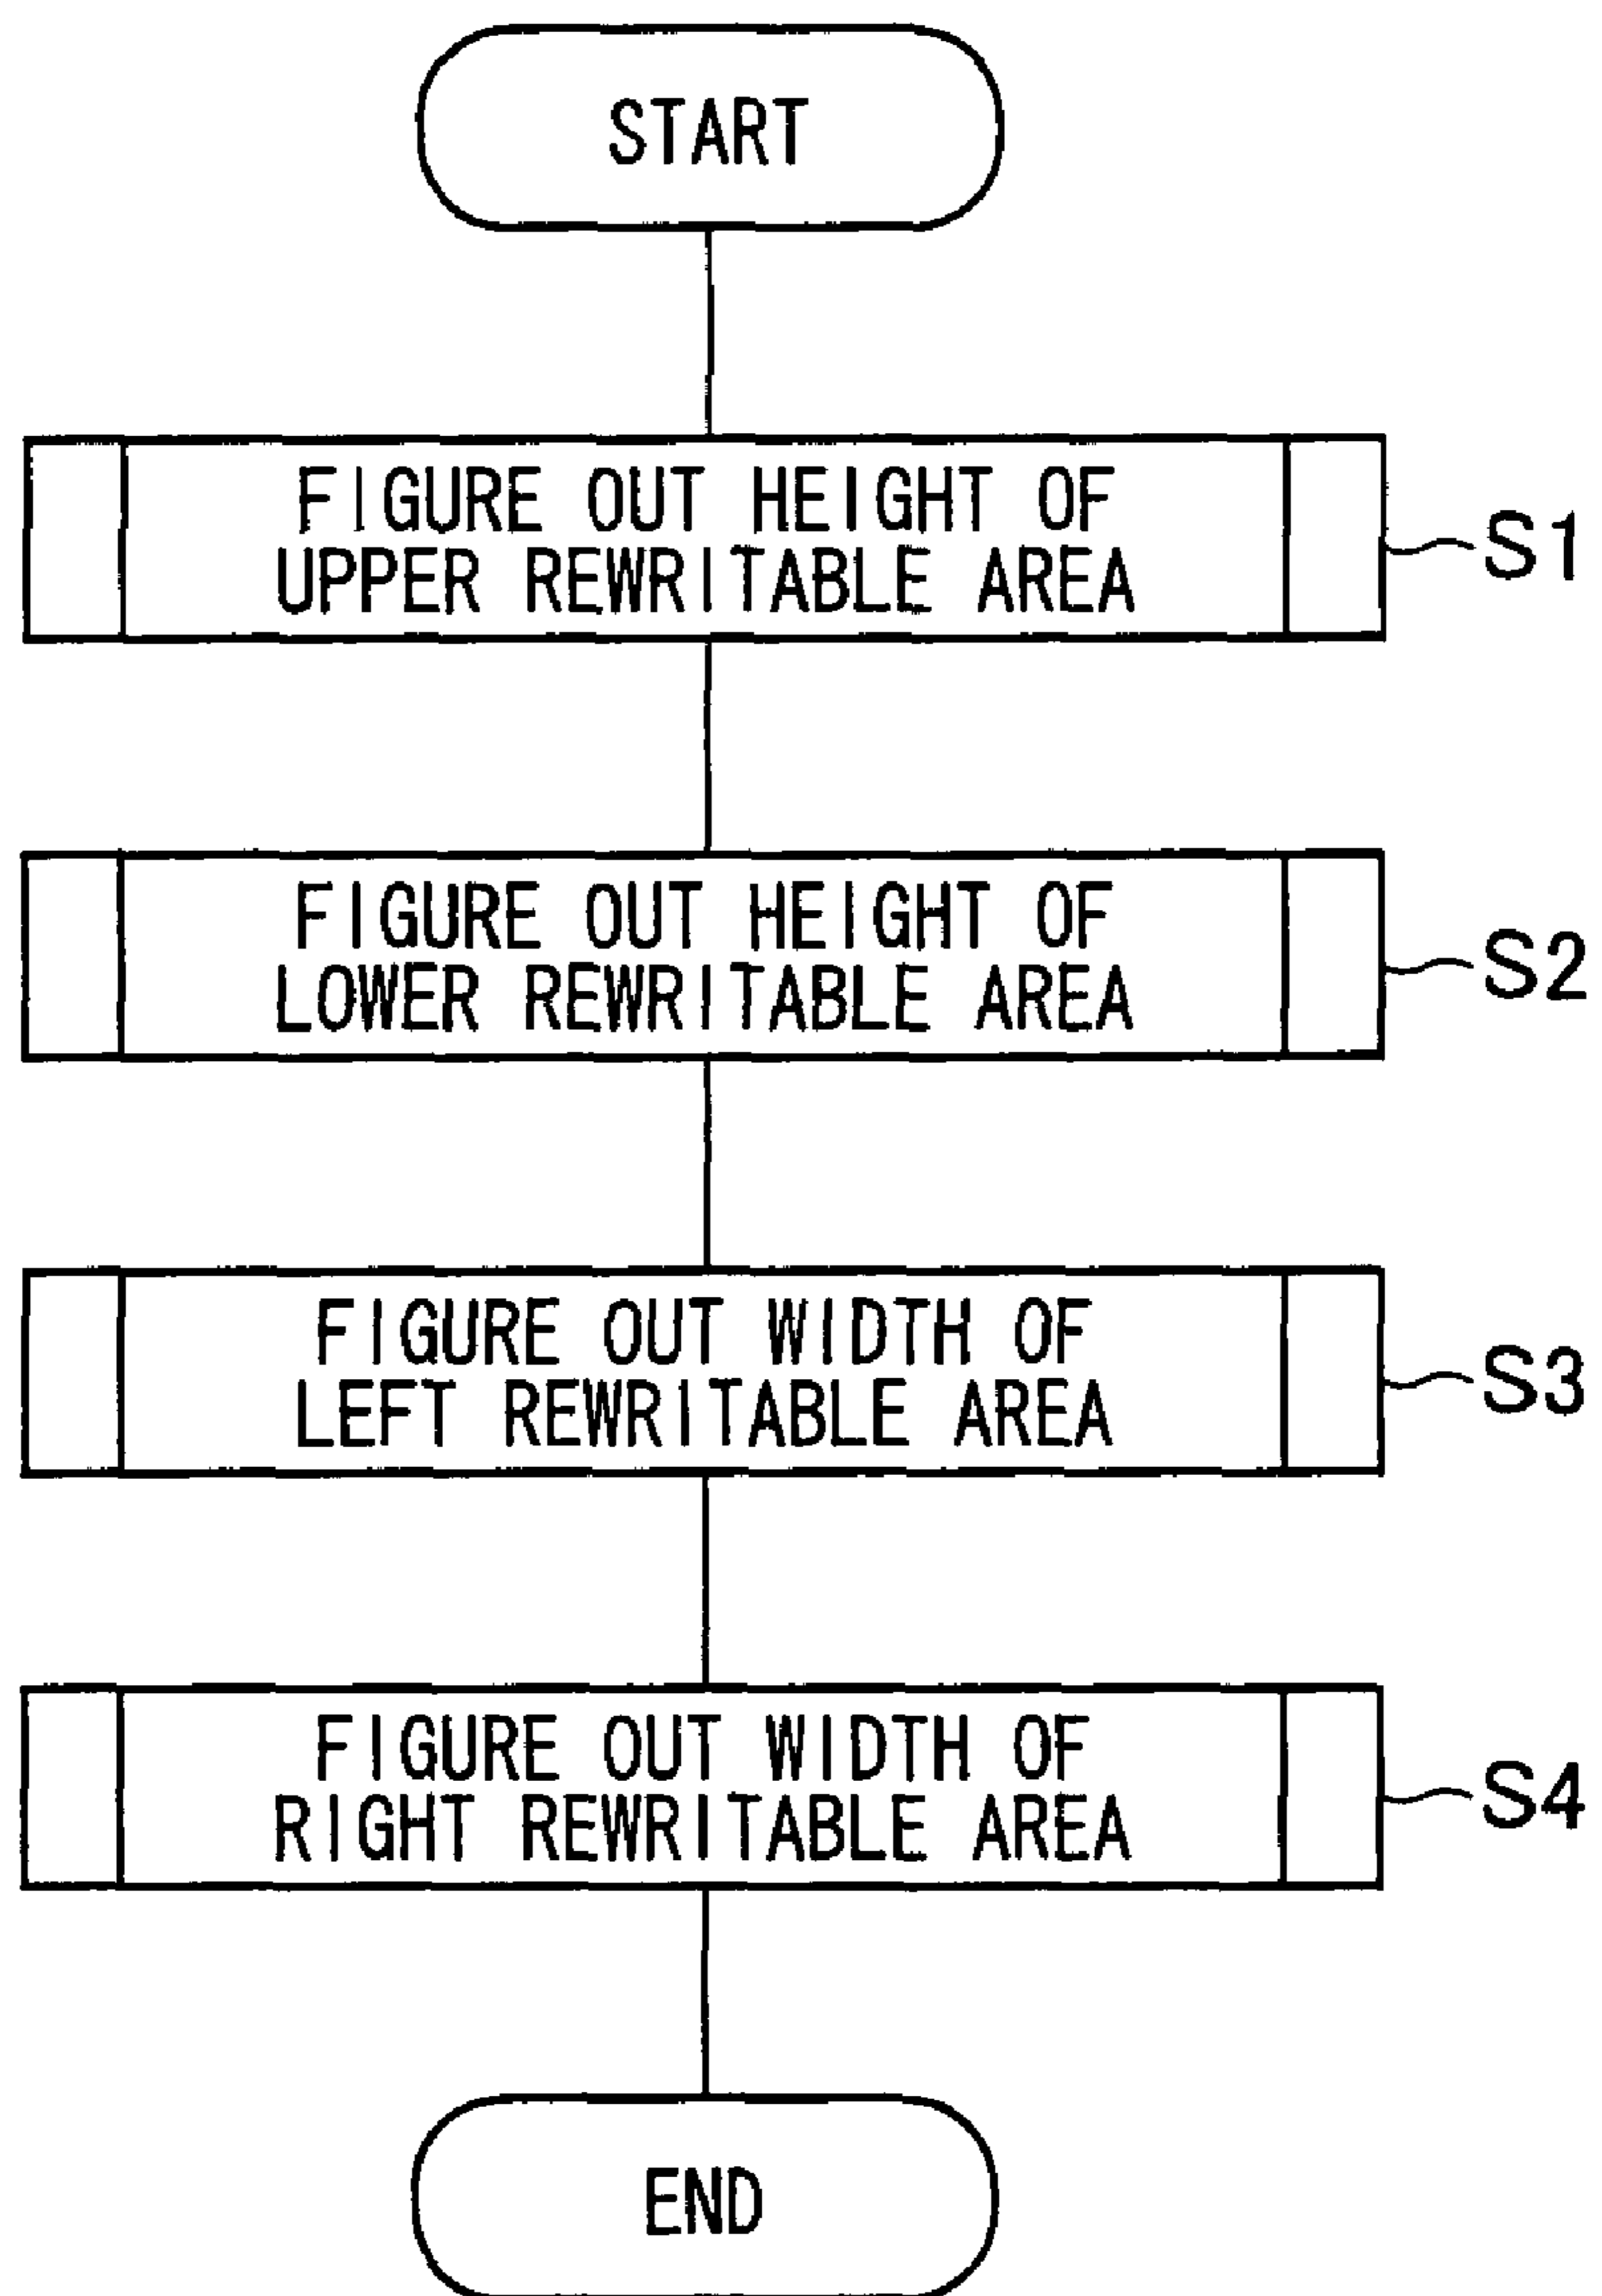 START
FIGURE OUT HEIGHT OF
UPPER REWRITABLE AREA
S1
FIGURE OUT HEIGHT OF
LOWER REWRITABLE AREA
S2
FIGURE OUT WIDTH OF
LEFT REWRITABLE AREA
S3
FIGURE OUT WIDTH OF
RIGHT REWRITABLE AREA
S4
END